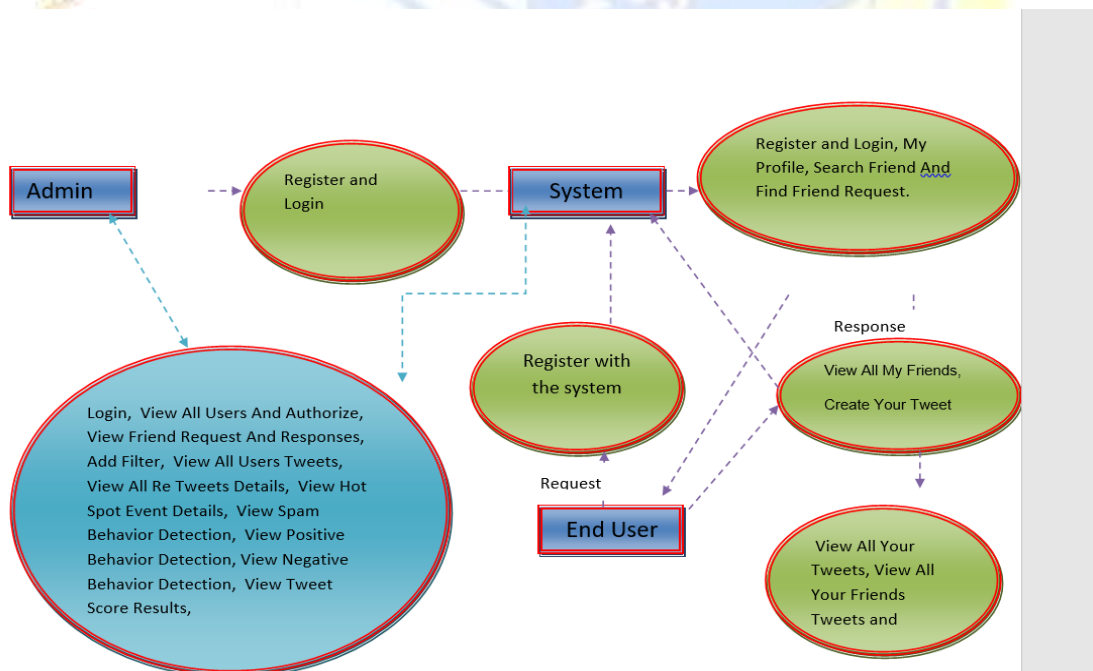 Admin
Register and
Login
System
Register and Login, My
Profile, Search Friend And
Find Friend Request.
Response
Register with
the system
View All My Friends,
Create Your Tweet
Login, View All Users And Authorize,
View Friend Request And Responses,
Add Filter, View All Users Tweets,
View All Re Tweets Details, View Hot
Spot Event Details, View Spam
Behavior Detection, View Positive
Behavior Detection, View Negative
Behavior Detection, View Tweet
Score Results,
Request
End User
View All Your
Tweets, View All
Your Friends
Tweets and